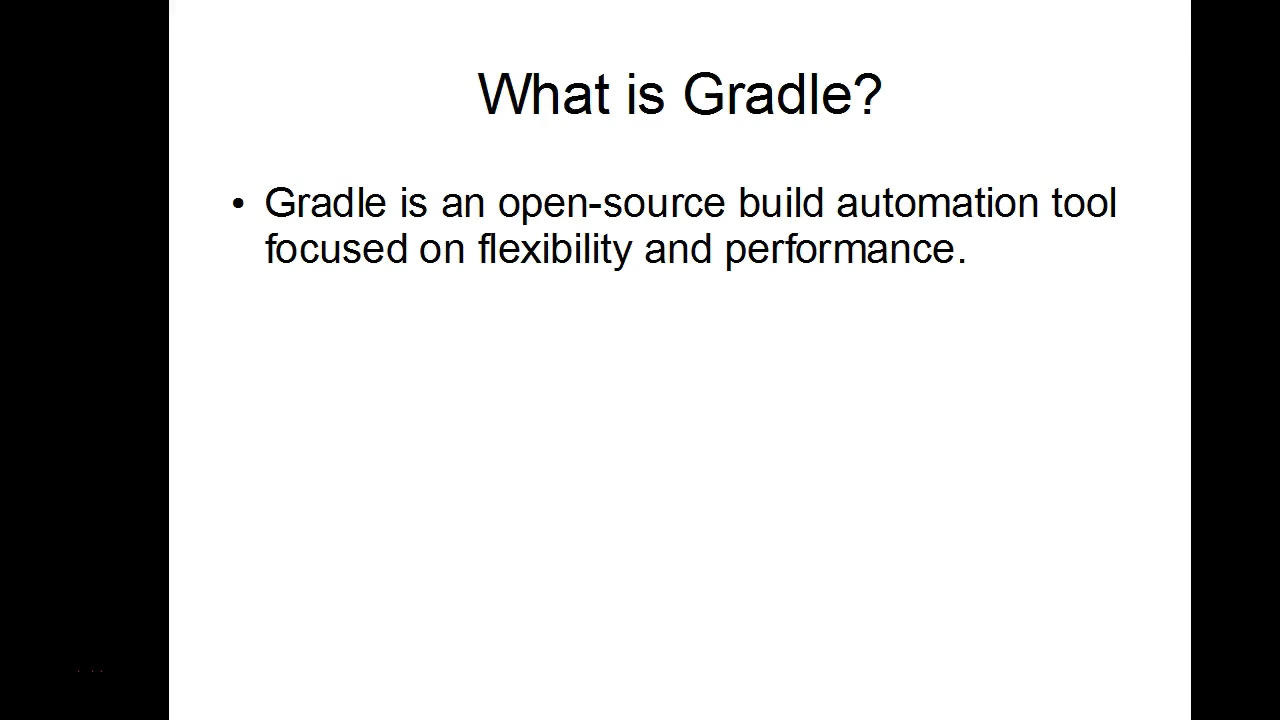 What is Gradle?
• Gradle is an open-source build automation tool
focused on flexibility and performance.